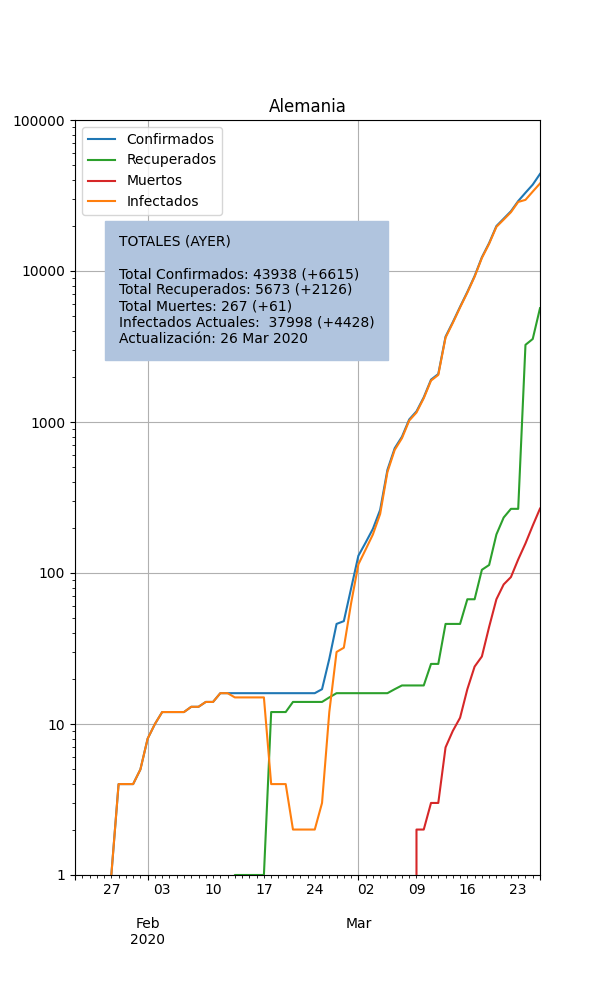 Alemania
100000
10000
1000
100
10
1
Confirmados
Recuperados
Muertos
Infectados
TOTALES (AYER)
Total Confirmados: 43938 (+6615)
Total Recuperados: 5673 (+2126)
Total Muertes: 267 (+61)
Infectados Actuales:  37998 (+4428)
Actualización: 26 Mar 2020
27 03 10 17 24 02 09 16 23
Feb Mar
2020